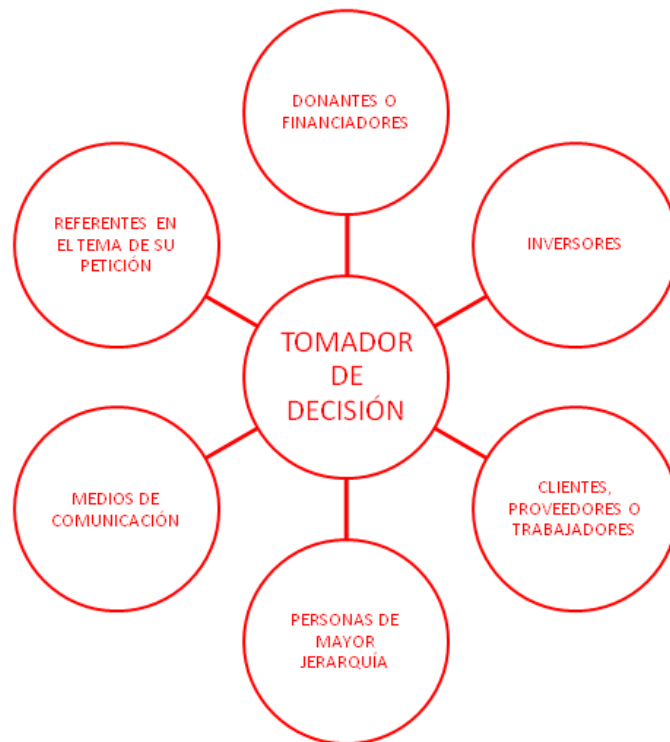 DONANTES O
FINANCIADORES
REFERENTES EN
EL TEMA DE SU
PETICIÓN
INVERSORES
TOMADOR
DE
DECISIÓN
MEDIOS DE
COMUNICACIÓN
CLIENTES,
PROVEEDORES O
TRABAJADORES
PERSONAS DE
MAYOR
JERARQUÍA